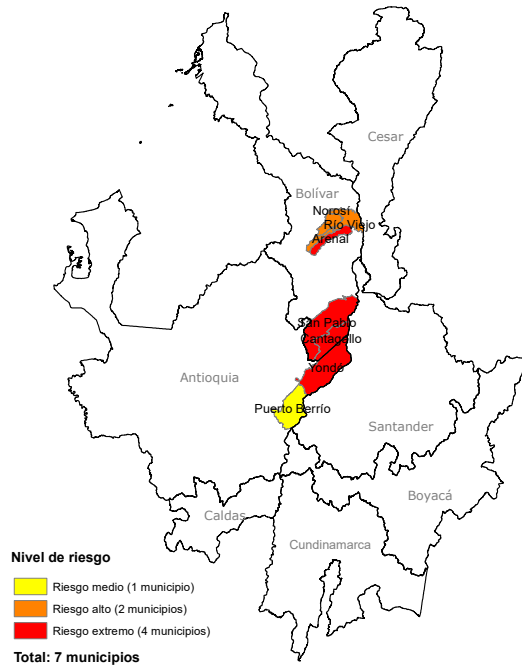 Cesar
Bolívar
Norosí
Río Viejo
Arenal
San Pablo
Cantagallo
Yondó
Antioquia
Puerto Berrío
Santander
Boyacá
Caldas
Cundinamarca
Nivel de riesgo
Riesgo medio (1 municipio)
Riesgo alto (2 municipios)
Riesgo extremo (4 municipios)
Total: 7 municipios